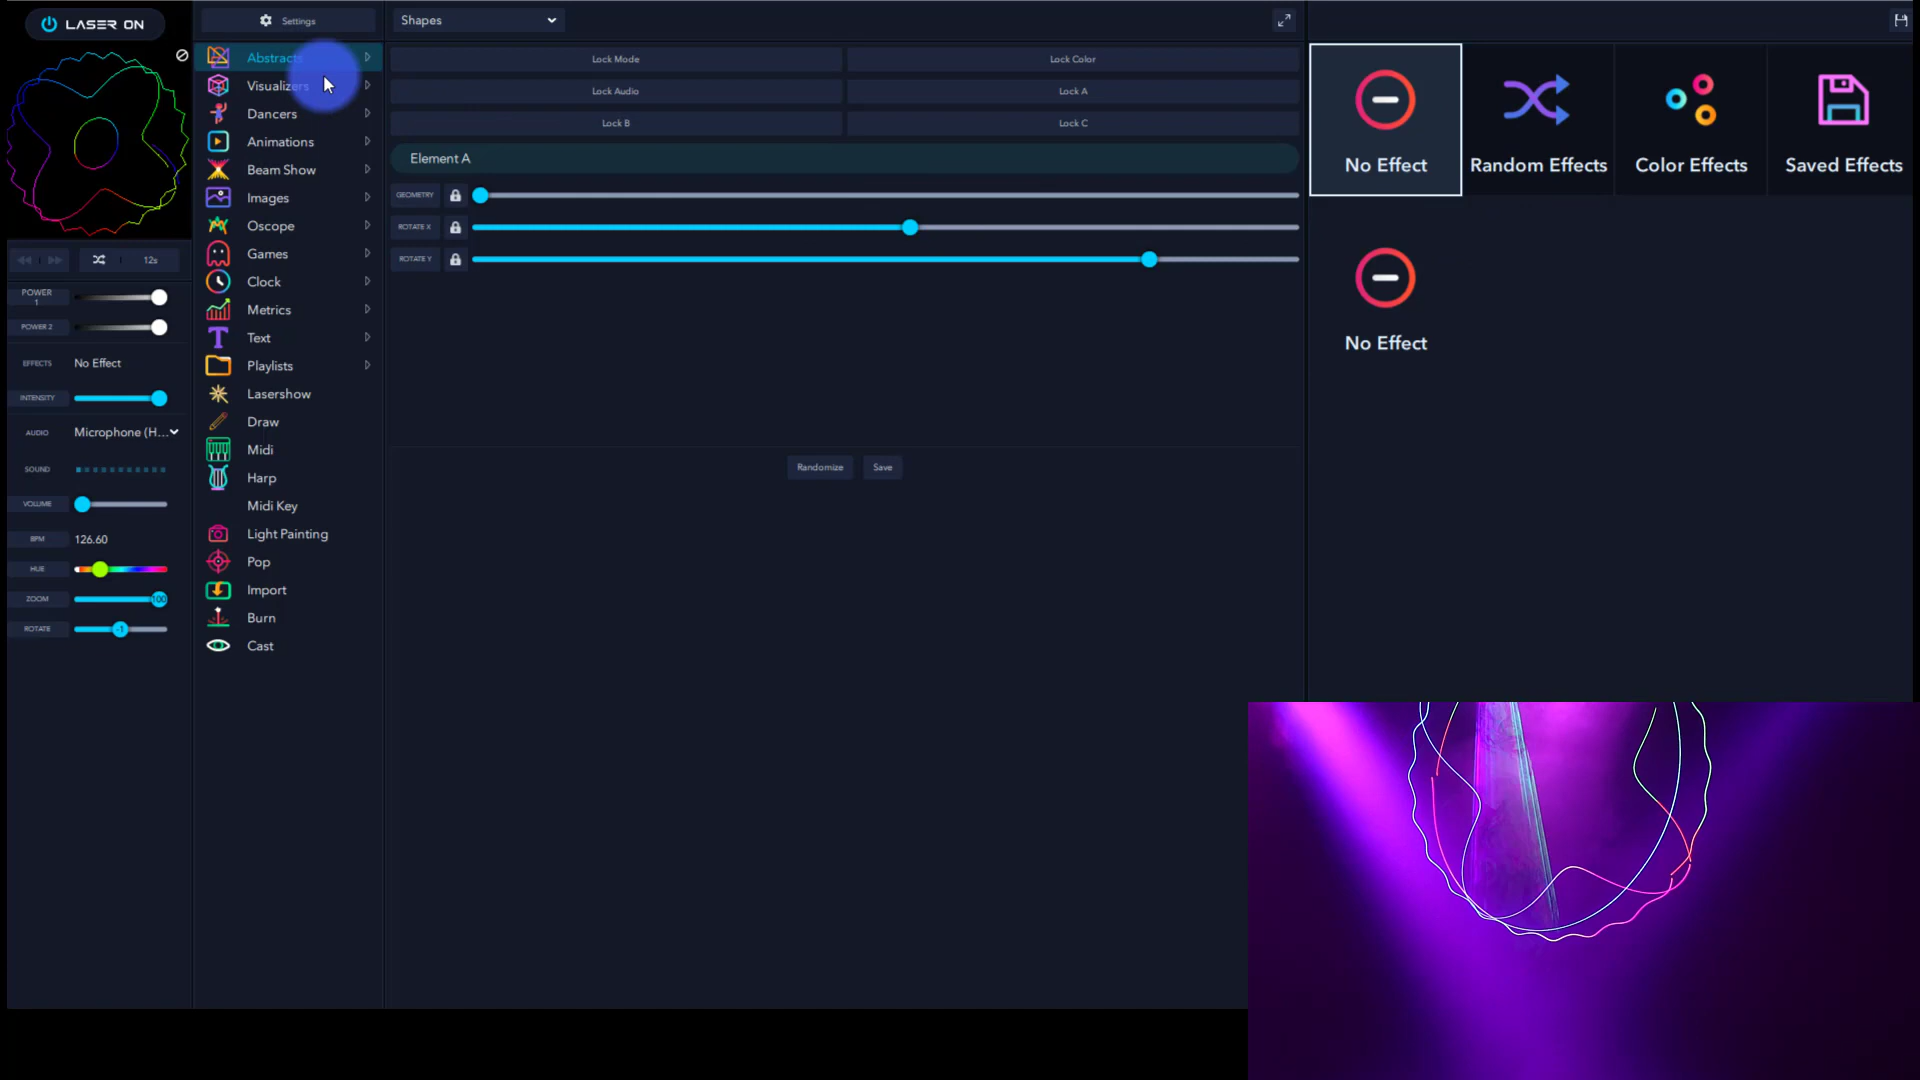 LASER ON
Settings
Shapes
Abstracts
Visualizers
Dancers
Animations
Beam Show
Images
Oscope
Games
Clock
Metrics
Text
Playlists
Lasershow
Draw
Midi
Harp
Midi Key
Light Painting
Pop
Import
Burn
Cast
12s
POWER
1
POWER 2
EFFECTS No Effect
INTENSITY
AUDIO Microphone (H...
SOUND
VOLUME
BPM 126.60
HUE
ZOOM 100
ROTATE -1
Lock Mode Lock Color
Lock Audio Lock A
Lock B Lock C
Element A
GEOMETRY
ROTATE X
ROTATE Y
Randomize Save
No Effect Random Effects Color Effects Saved Effects
No Effect